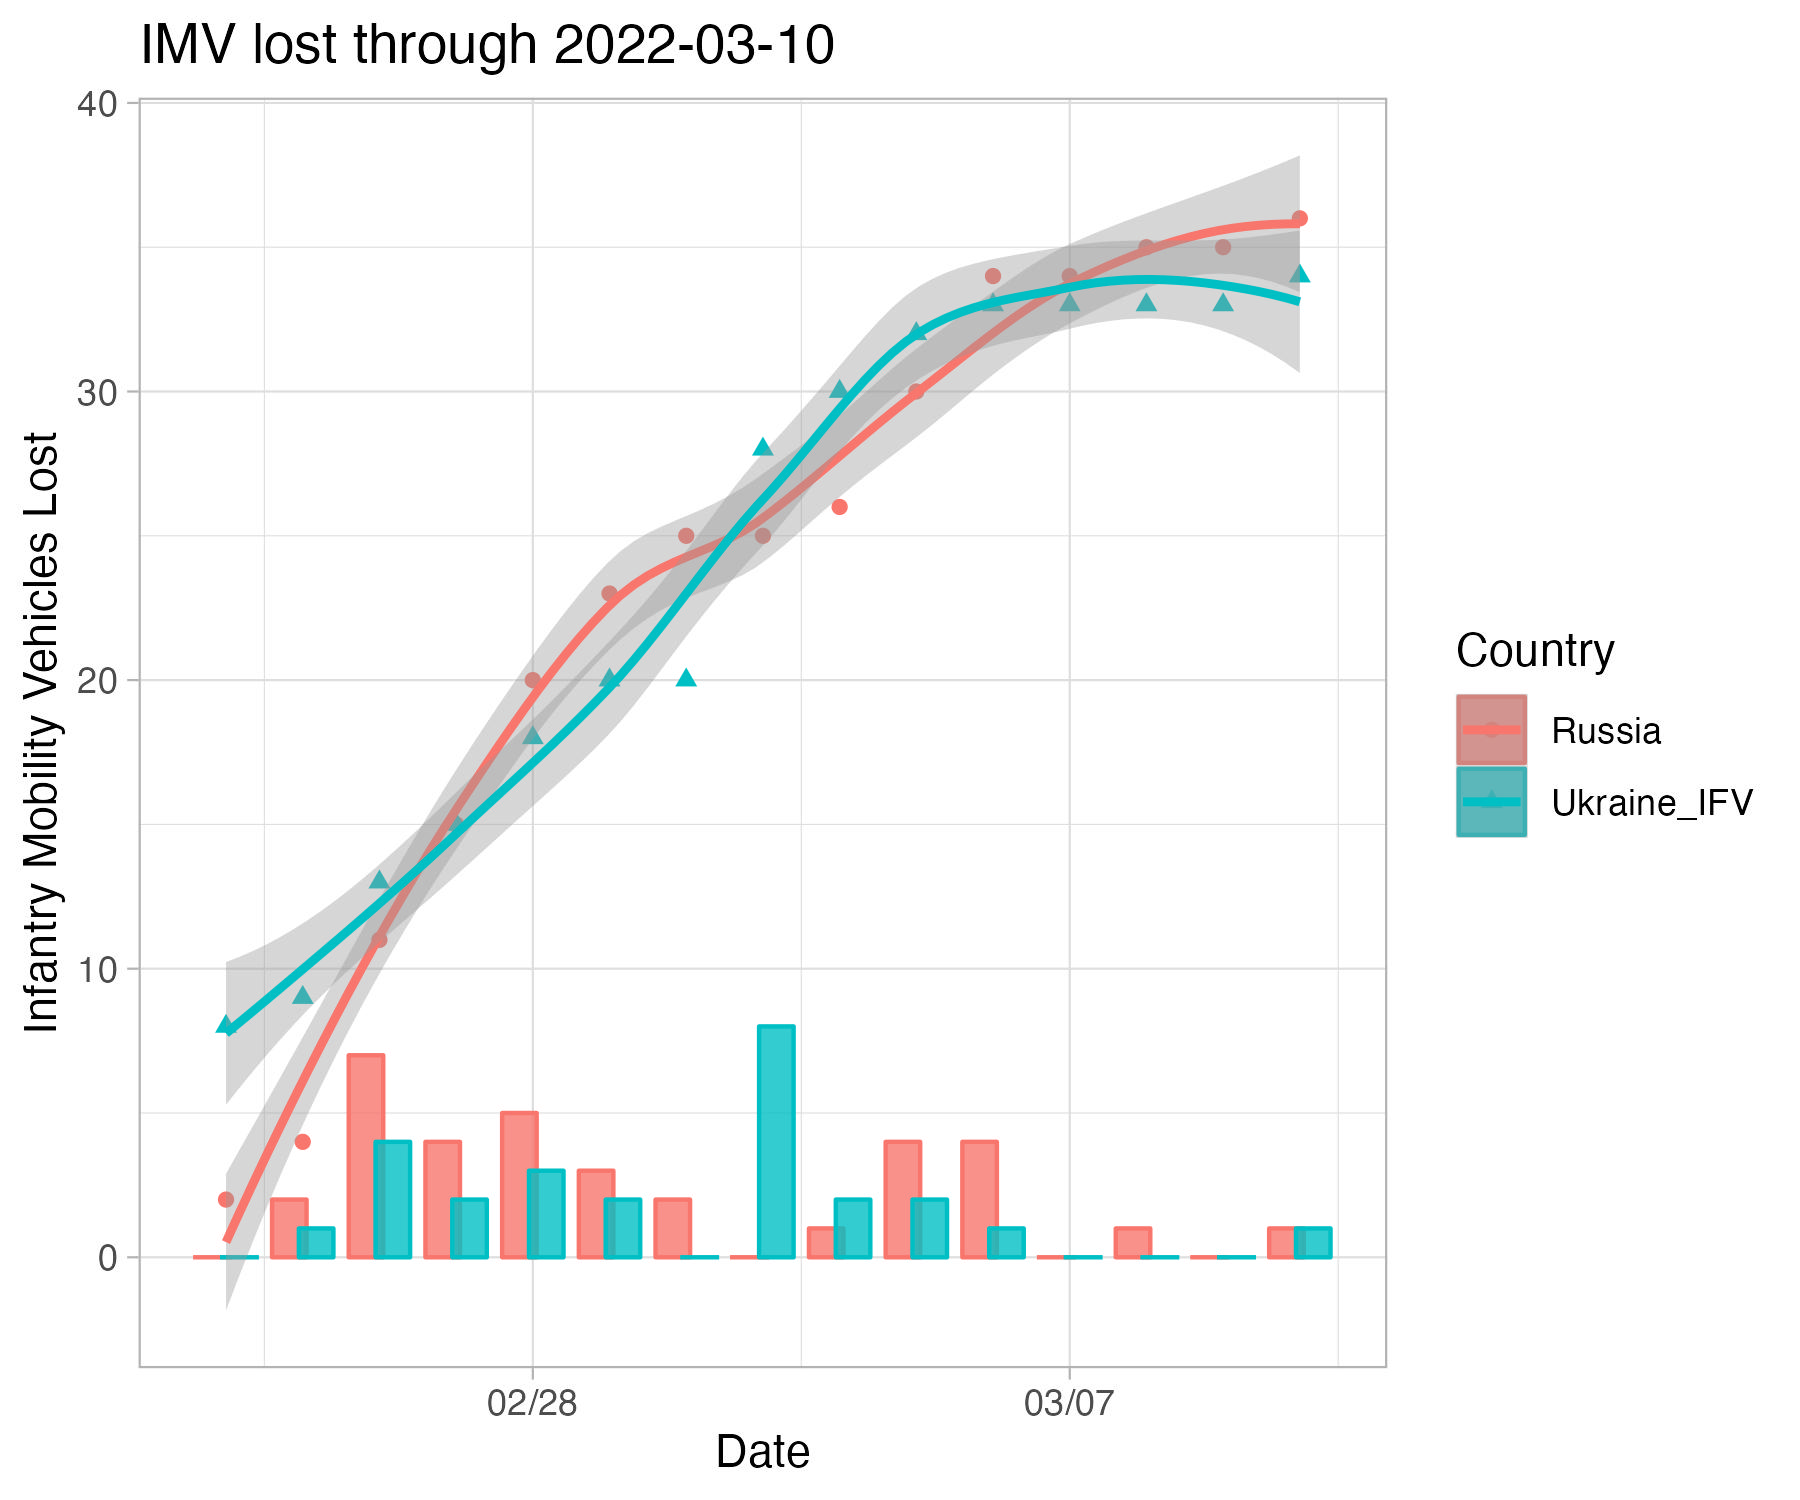 IMV lost through 2022-03-10
Infantry Mobility Vehicles Lost
40
30
20
10
0
02/28
03/07
Date
Country
Russia
Ukraine_IFV